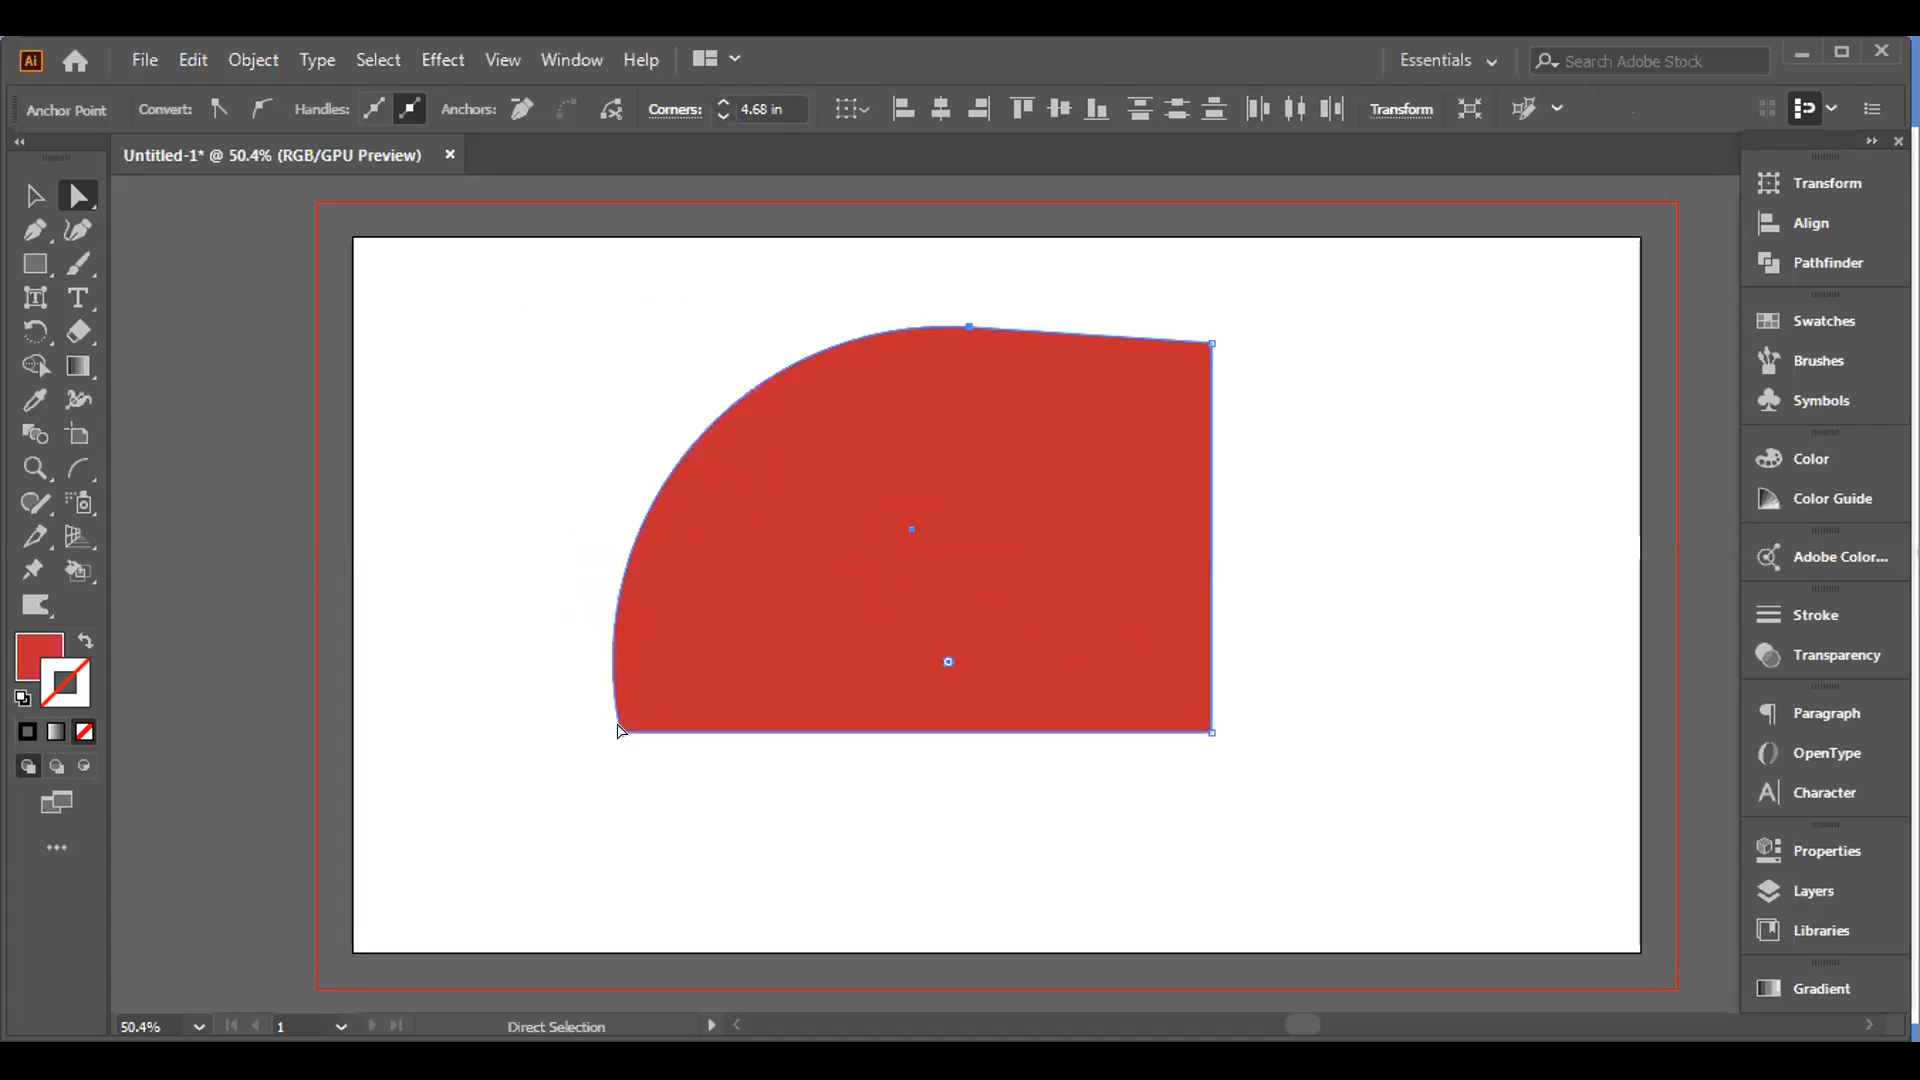 Ai File Edit Object Type Select Effect View Window Help Essentials Search Adobe Stock
Anchor Point Convert: Handles: Anchors: Corners: 4.68 in Transform
Untitled-1* @ 50.4% (RGB/GPU Preview)
Transform
Align
Pathfinder
Swatches
Brushes
Symbols
Color
Color Guide
Adobe Color...
Stroke
Transparency
Paragraph
OpenType
Character
Properties
Layers
Libraries
Gradient
50.4% 1 Direct Selection